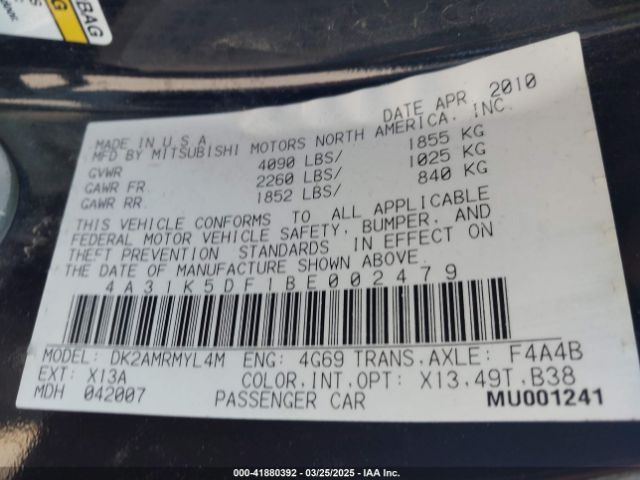 BAG
DATE APR 2010
MADE IN U.S.A
MFD BY MITSUBISHI MOTORS NORTH AMERICA, INC.
GVWR 4090 LBS/ 1855 KG
GAWR FR. 2260 LBS/ 1025 KG
GAWR RR. 1852 LBS/ 840 KG
THIS VEHICLE CONFORMS TO ALL APPLICABLE
FEDERAL MOTOR VEHICLE SAFETY, BUMPER, AND
THEFT PREVENTION STANDARDS IN EFFECT ON
THE DATE OF MANUFACTURE SHOWN ABOVE.
4A31K5DF1BE002479
MODEL: DK2AMRMYL4M ENG: 4G69 TRANS.AXLE: F4A4B
EXT: X13A COLOR,INT,OPT: X13,49T,B38
MDH 042007 PASSENGER CAR MU001241
000-41880392 — 03/25/2025 — IAA Inc.